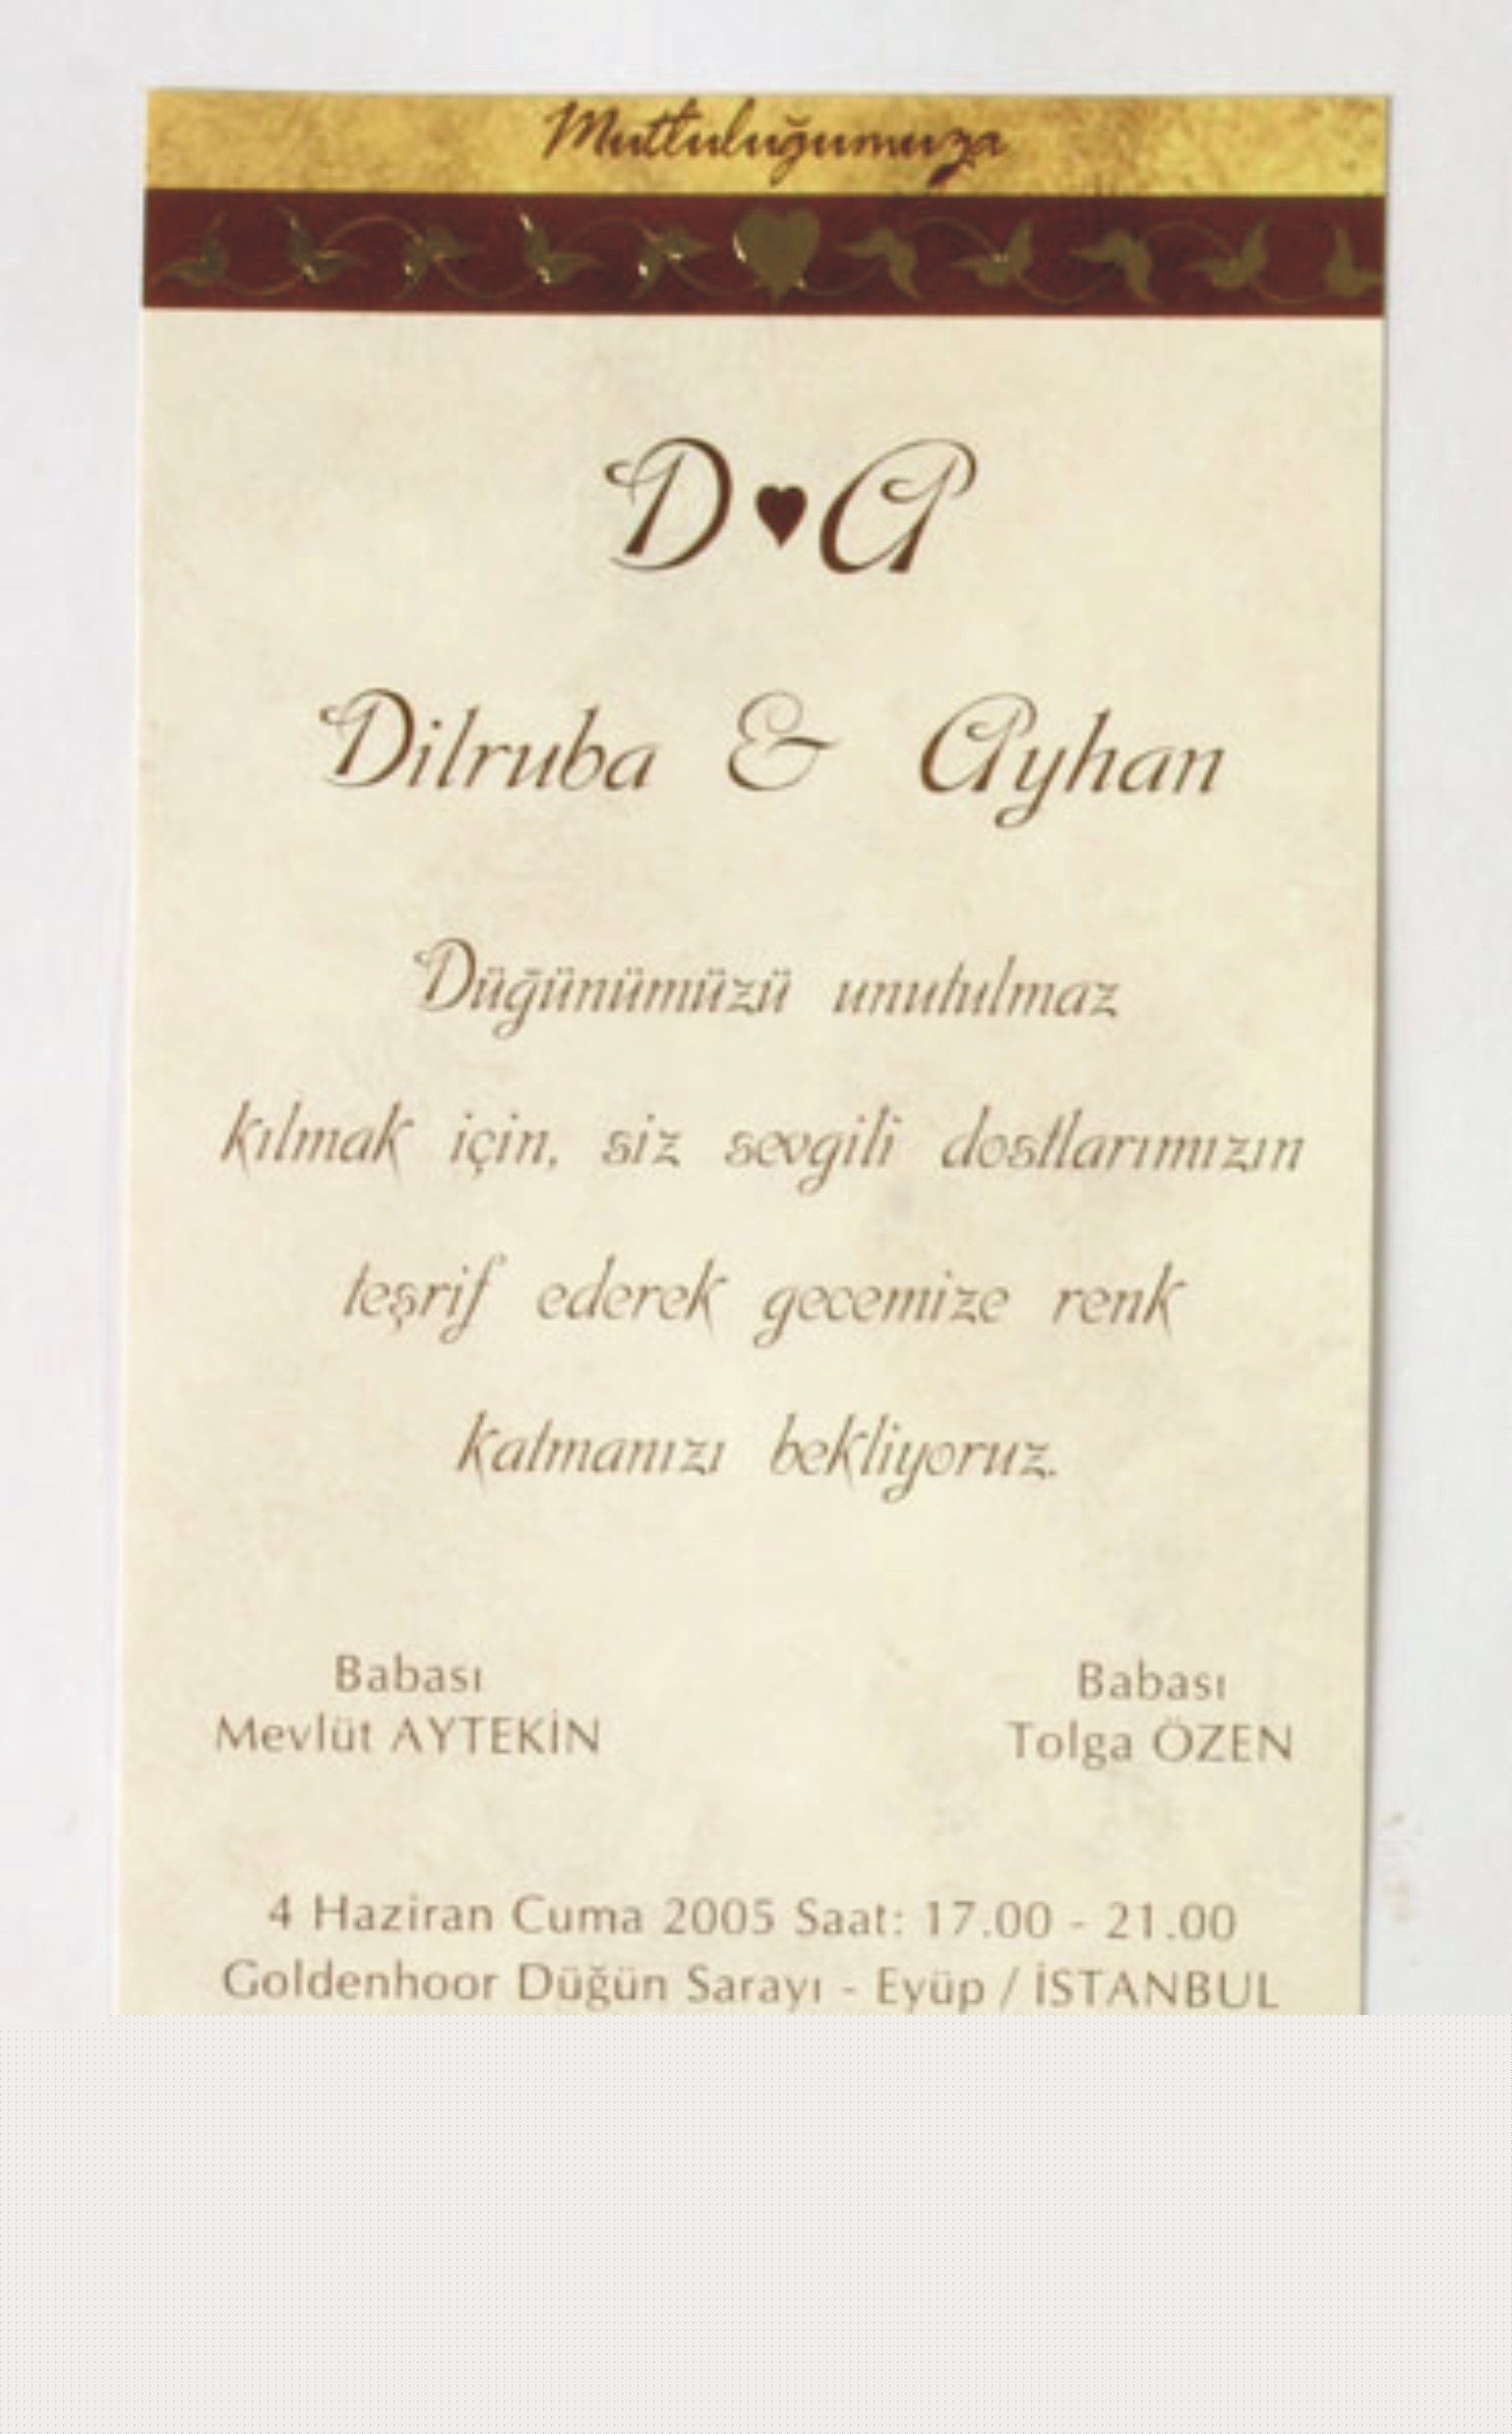 Mutluluğumuza
D♥A
Dilruba & Ayhan
Düğünümüzü unutulmaz
kılmak için, siz sevgili dostlarımızın
teşrif ederek gecemize renk
katmanızı bekliyoruz.
Babası
Mevlüt AYTEKİN
Babası
Tolga ÖZEN
4 Haziran Cuma 2005 Saat: 17.00 - 21.00
Goldenhoor Düğün Sarayı - Eyüp / İSTANBUL